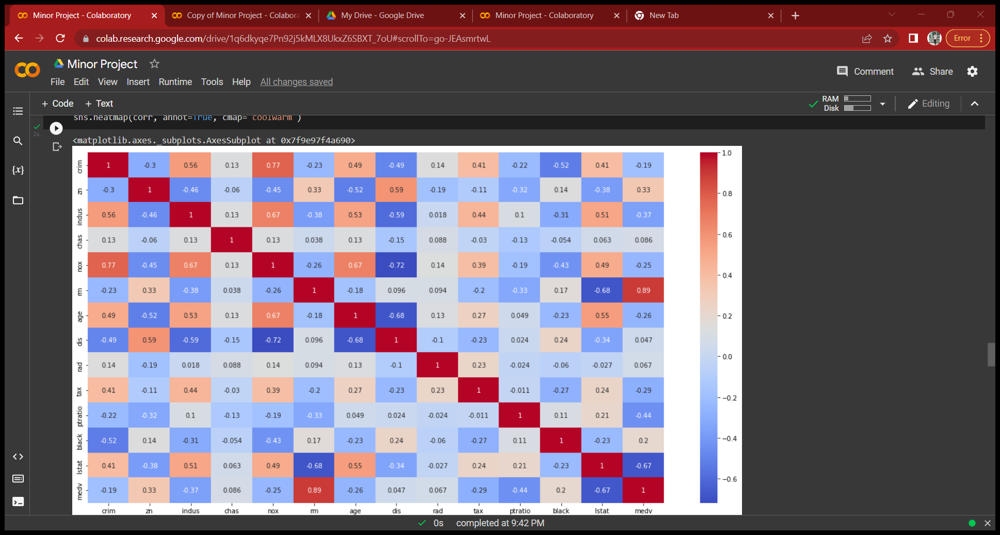 Minor Project - Colaboratory
Copy of Minor Project - Colabora
My Drive - Google Drive
Minor Project - Colaboratory
New Tab
colab.research.google.com/drive/1q6dkyqe7Pn92j5kMLX8UkxZ6SBXT_7oU#scrollTo=go-JEAsmrtwL
Error
Minor Project
Comment
Share
File Edit View Insert Runtime Tools Help All changes saved
+ Code + Text
RAM
Disk
Editing
sns.heatmap(corr, annot=True, cmap='coolwarm')
2s
<matplotlib.axes._subplots.AxesSubplot at 0x7f9e97f4a690>
{x}
crim 1 -0.3 0.56 0.13 0.77 -0.23 0.49 -0.49 0.14 0.41 -0.22 -0.52 0.41 -0.19
zn -0.3 1 -0.46 -0.06 -0.45 0.33 -0.52 0.59 -0.19 -0.11 -0.32 0.14 -0.38 0.33
indus 0.56 -0.46 1 0.13 0.67 -0.38 0.53 -0.59 0.018 0.44 0.1 -0.31 0.51 -0.37
chas 0.13 -0.06 0.13 1 0.13 0.038 0.13 -0.15 0.088 -0.03 -0.13 -0.054 0.063 0.086
nox 0.77 -0.45 0.67 0.13 1 -0.26 0.67 -0.72 0.14 0.39 -0.19 -0.43 0.49 -0.25
rm -0.23 0.33 -0.38 0.038 -0.26 1 -0.18 0.096 0.094 -0.2 -0.33 0.17 -0.68 0.89
age 0.49 -0.52 0.53 0.13 0.67 -0.18 1 -0.68 0.13 0.27 0.049 -0.23 0.55 -0.26
dis -0.49 0.59 -0.59 -0.15 -0.72 0.096 -0.68 1 -0.1 -0.23 0.024 0.24 -0.34 0.047
rad 0.14 -0.19 0.018 0.088 0.14 0.094 0.13 -0.1 1 0.23 -0.024 -0.06 -0.027 0.067
tax 0.41 -0.11 0.44 -0.03 0.39 -0.2 0.27 -0.23 0.23 1 -0.011 -0.27 0.24 -0.29
ptratio -0.22 -0.32 0.1 -0.13 -0.19 -0.33 0.049 0.024 -0.024 -0.011 1 0.11 0.21 -0.44
black -0.52 0.14 -0.31 -0.054 -0.43 0.17 -0.23 0.24 -0.06 -0.27 0.11 1 -0.23 0.2
lstat 0.41 -0.38 0.51 0.063 0.49 -0.68 0.55 -0.34 -0.027 0.24 0.21 -0.23 1 -0.67
medv -0.19 0.33 -0.37 0.086 -0.25 0.89 -0.26 0.047 0.067 -0.29 -0.44 0.2 -0.67 1
crim zn indus chas nox rm age dis rad tax ptratio black lstat medv
1.0
0.8
0.6
0.4
0.2
0.0
−0.2
−0.4
−0.6
0s completed at 9:42 PM